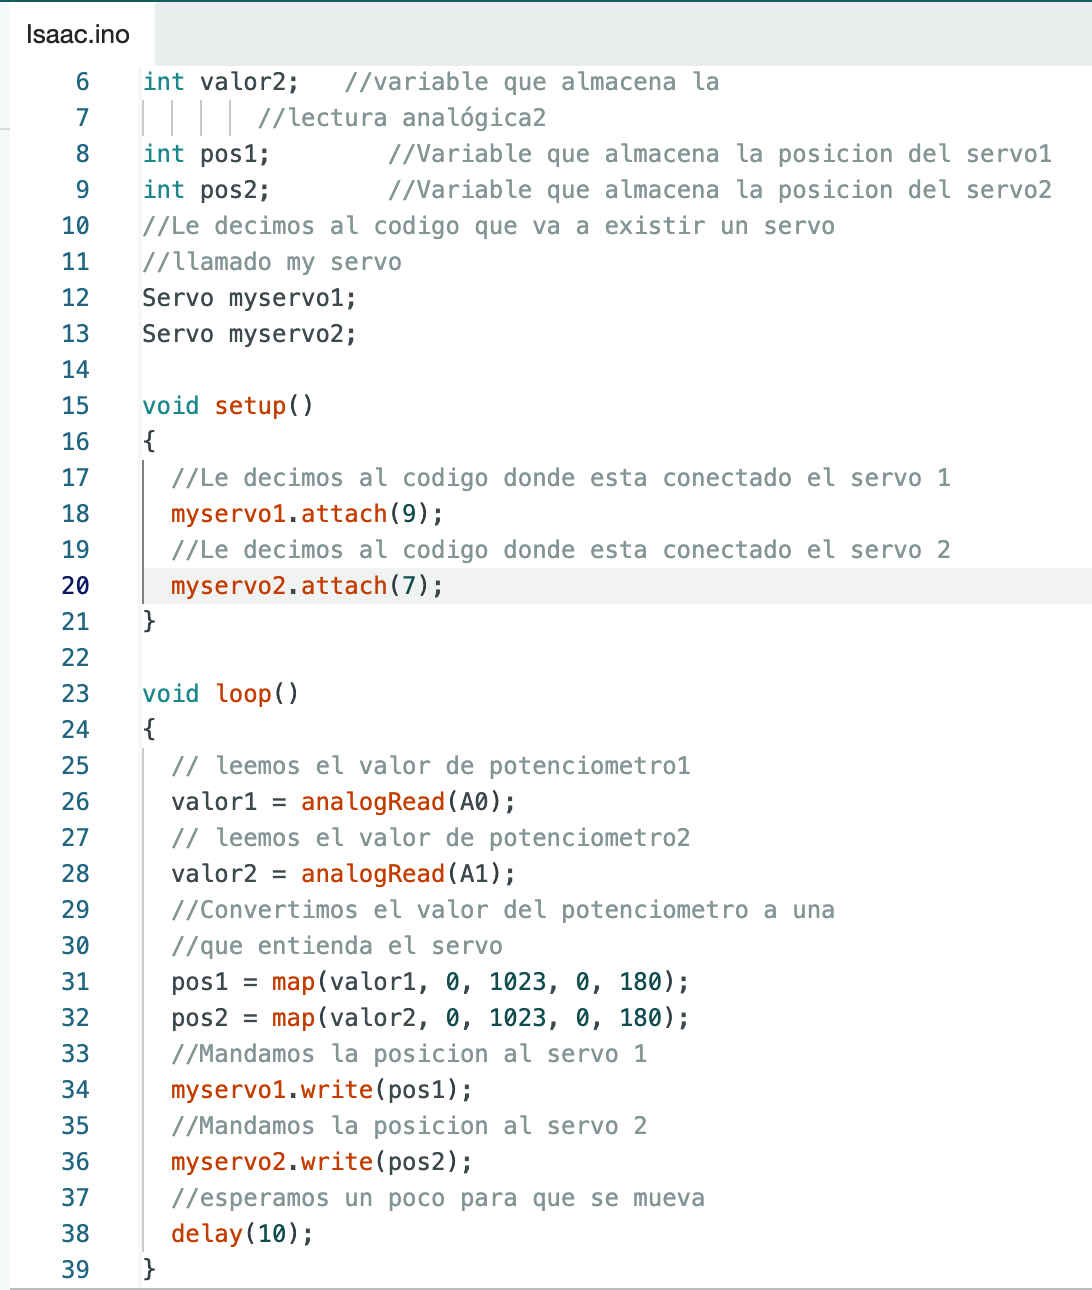 Isaac.ino
6 int valor2; //variable que almacena la
7 //lectura analógica2
8 int pos1; //Variable que almacena la posicion del servo1
9 int pos2; //Variable que almacena la posicion del servo2
10 //Le decimos al codigo que va a existir un servo
11 //llamado my servo
12 Servo myservo1;
13 Servo myservo2;
14
15 void setup()
16 {
17 //Le decimos al codigo donde esta conectado el servo 1
18 myservo1.attach(9);
19 //Le decimos al codigo donde esta conectado el servo 2
20 myservo2.attach(7);
21 }
22
23 void loop()
24 {
25 // leemos el valor de potenciometro1
26 valor1 = analogRead(A0);
27 // leemos el valor de potenciometro2
28 valor2 = analogRead(A1);
29 //Convertimos el valor del potenciometro a una
30 //que entienda el servo
31 pos1 = map(valor1, 0, 1023, 0, 180);
32 pos2 = map(valor2, 0, 1023, 0, 180);
33 //Mandamos la posicion al servo 1
34 myservo1.write(pos1);
35 //Mandamos la posicion al servo 2
36 myservo2.write(pos2);
37 //esperamos un poco para que se mueva
38 delay(10);
39 }